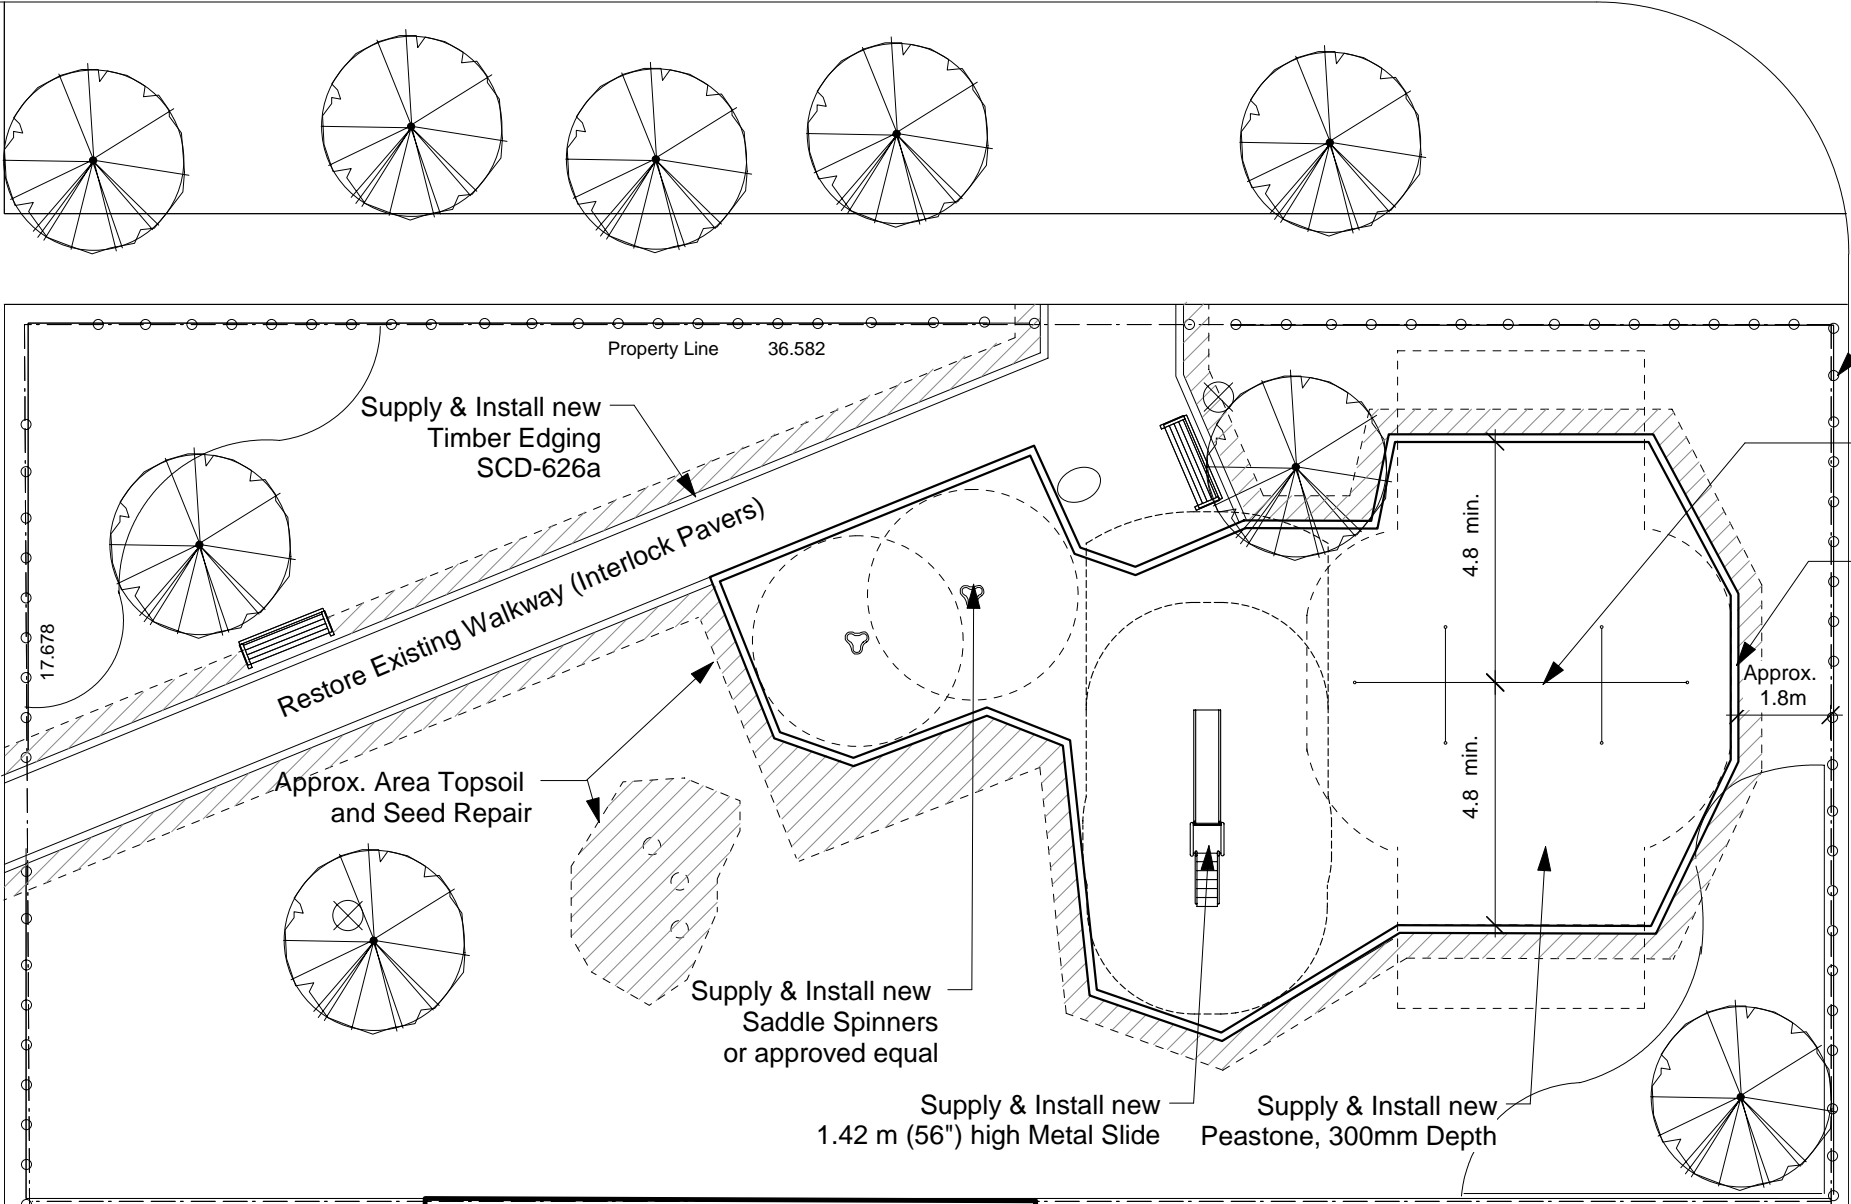 Property Line 36.582
Supply & Install new
Timber Edging
SCD-626a
Restore Existing Walkway (Interlock Pavers)
17.678
4.8 min.
4.8 min.
Approx.
1.8m
Approx. Area Topsoil
and Seed Repair
Supply & Install new
Saddle Spinners
or approved equal
Supply & Install new
1.42 m (56") high Metal Slide
Supply & Install new
Peastone, 300mm Depth